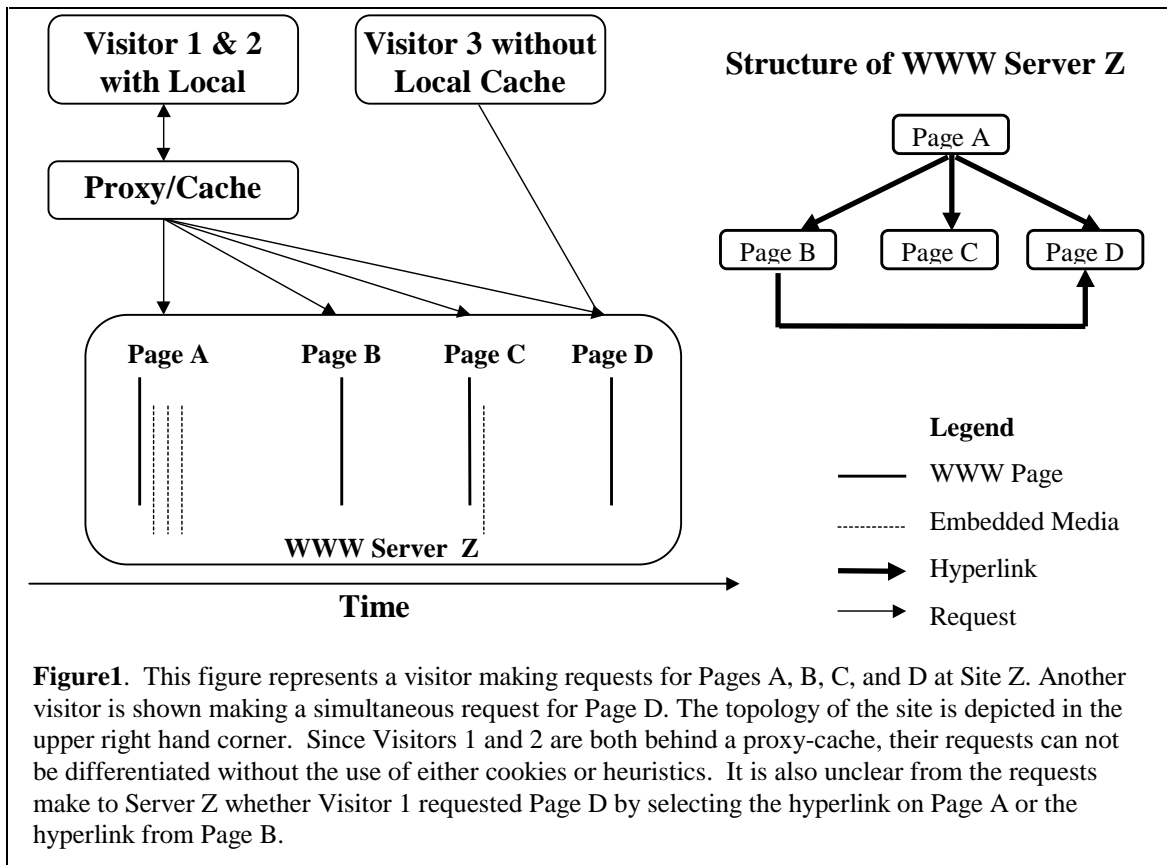 Visitor 1 & 2
with Local
Visitor 3 without
Local Cache
Structure of WWW Server Z
Page A
Proxy/Cache
Page B
Page C
Page D
Page A
Page B
Page C
Page D
Legend
WWW Page
Embedded Media
WWW Server Z
Hyperlink
Time
Request
Figure1. This figure represents a visitor making requests for Pages A, B, C, and D at Site Z. Another
visitor is shown making a simultaneous request for Page D. The topology of the site is depicted in the
upper right hand corner. Since Visitors 1 and 2 are both behind a proxy-cache, their requests can not
be differentiated without the use of either cookies or heuristics. It is also unclear from the requests
make to Server Z whether Visitor 1 requested Page D by selecting the hyperlink on Page A or the
hyperlink from Page B.